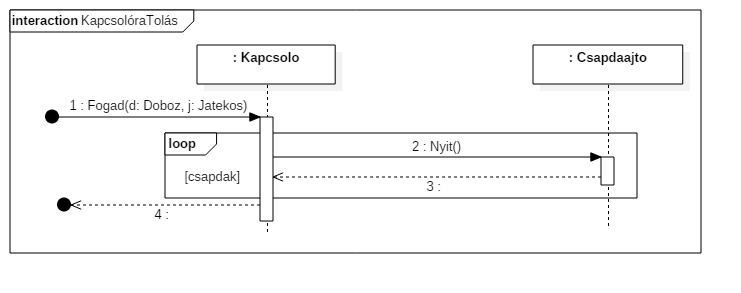 interaction KapcsolóraTolás
: Kapcsolo
: Csapdaajto
1 : Fogad(d: Doboz, j: Jatekos)
loop
2 : Nyit()
[csapdak]
3 :
4 :